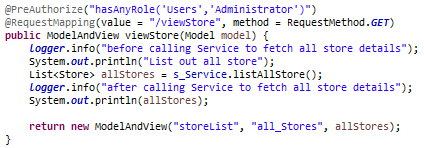 @PreAuthorize("hasAnyRole('Users','Administrator')")
@RequestMapping(value = "/viewStore", method = RequestMethod.GET)
public ModelAndView viewStore(Model model) {
logger.info("before calling Service to fetch all store details");
System.out.println("List out all store");
List<Store> allStores = s_Service.listAllStore();
logger.info("after calling Service to fetch all store details");
System.out.println(allStores);
return new ModelAndView("storeList", "all_Stores", allStores);
}